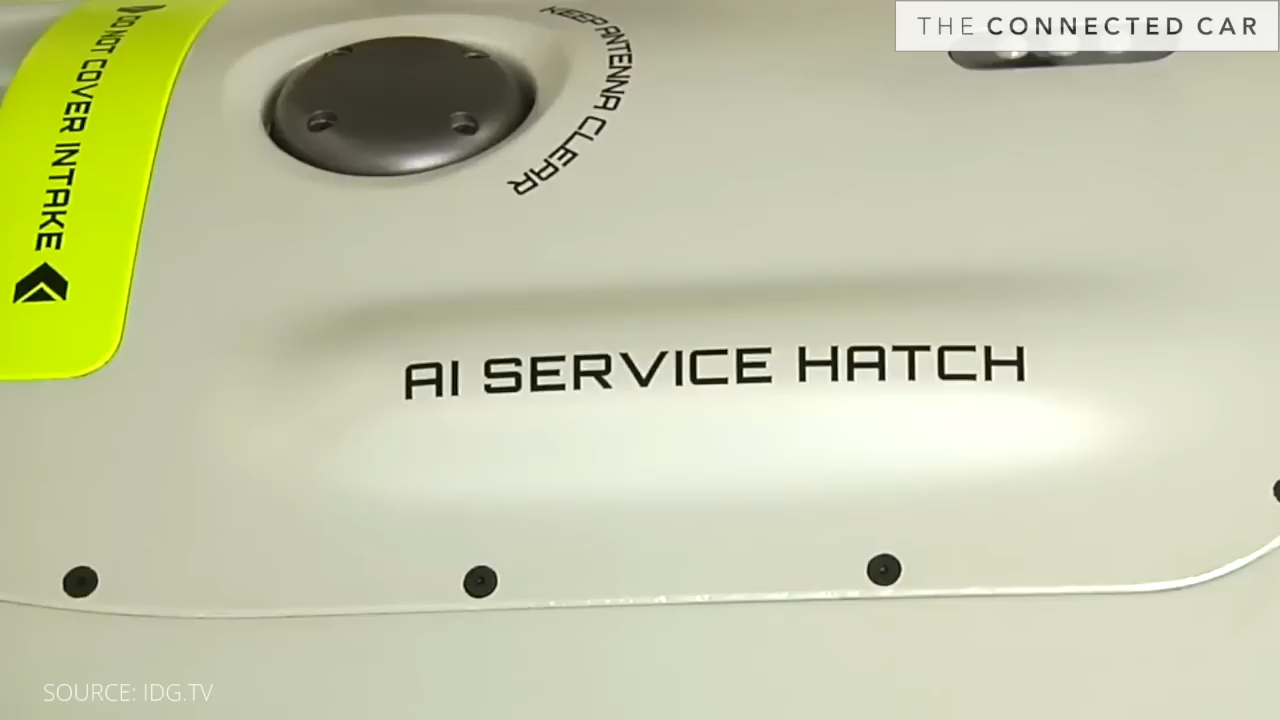 THE CONNECTED CAR
DO NOT COVER INTAKE
KEEP ANTENNA CLEAR
AI SERVICE HATCH
SOURCE: IDG.TV